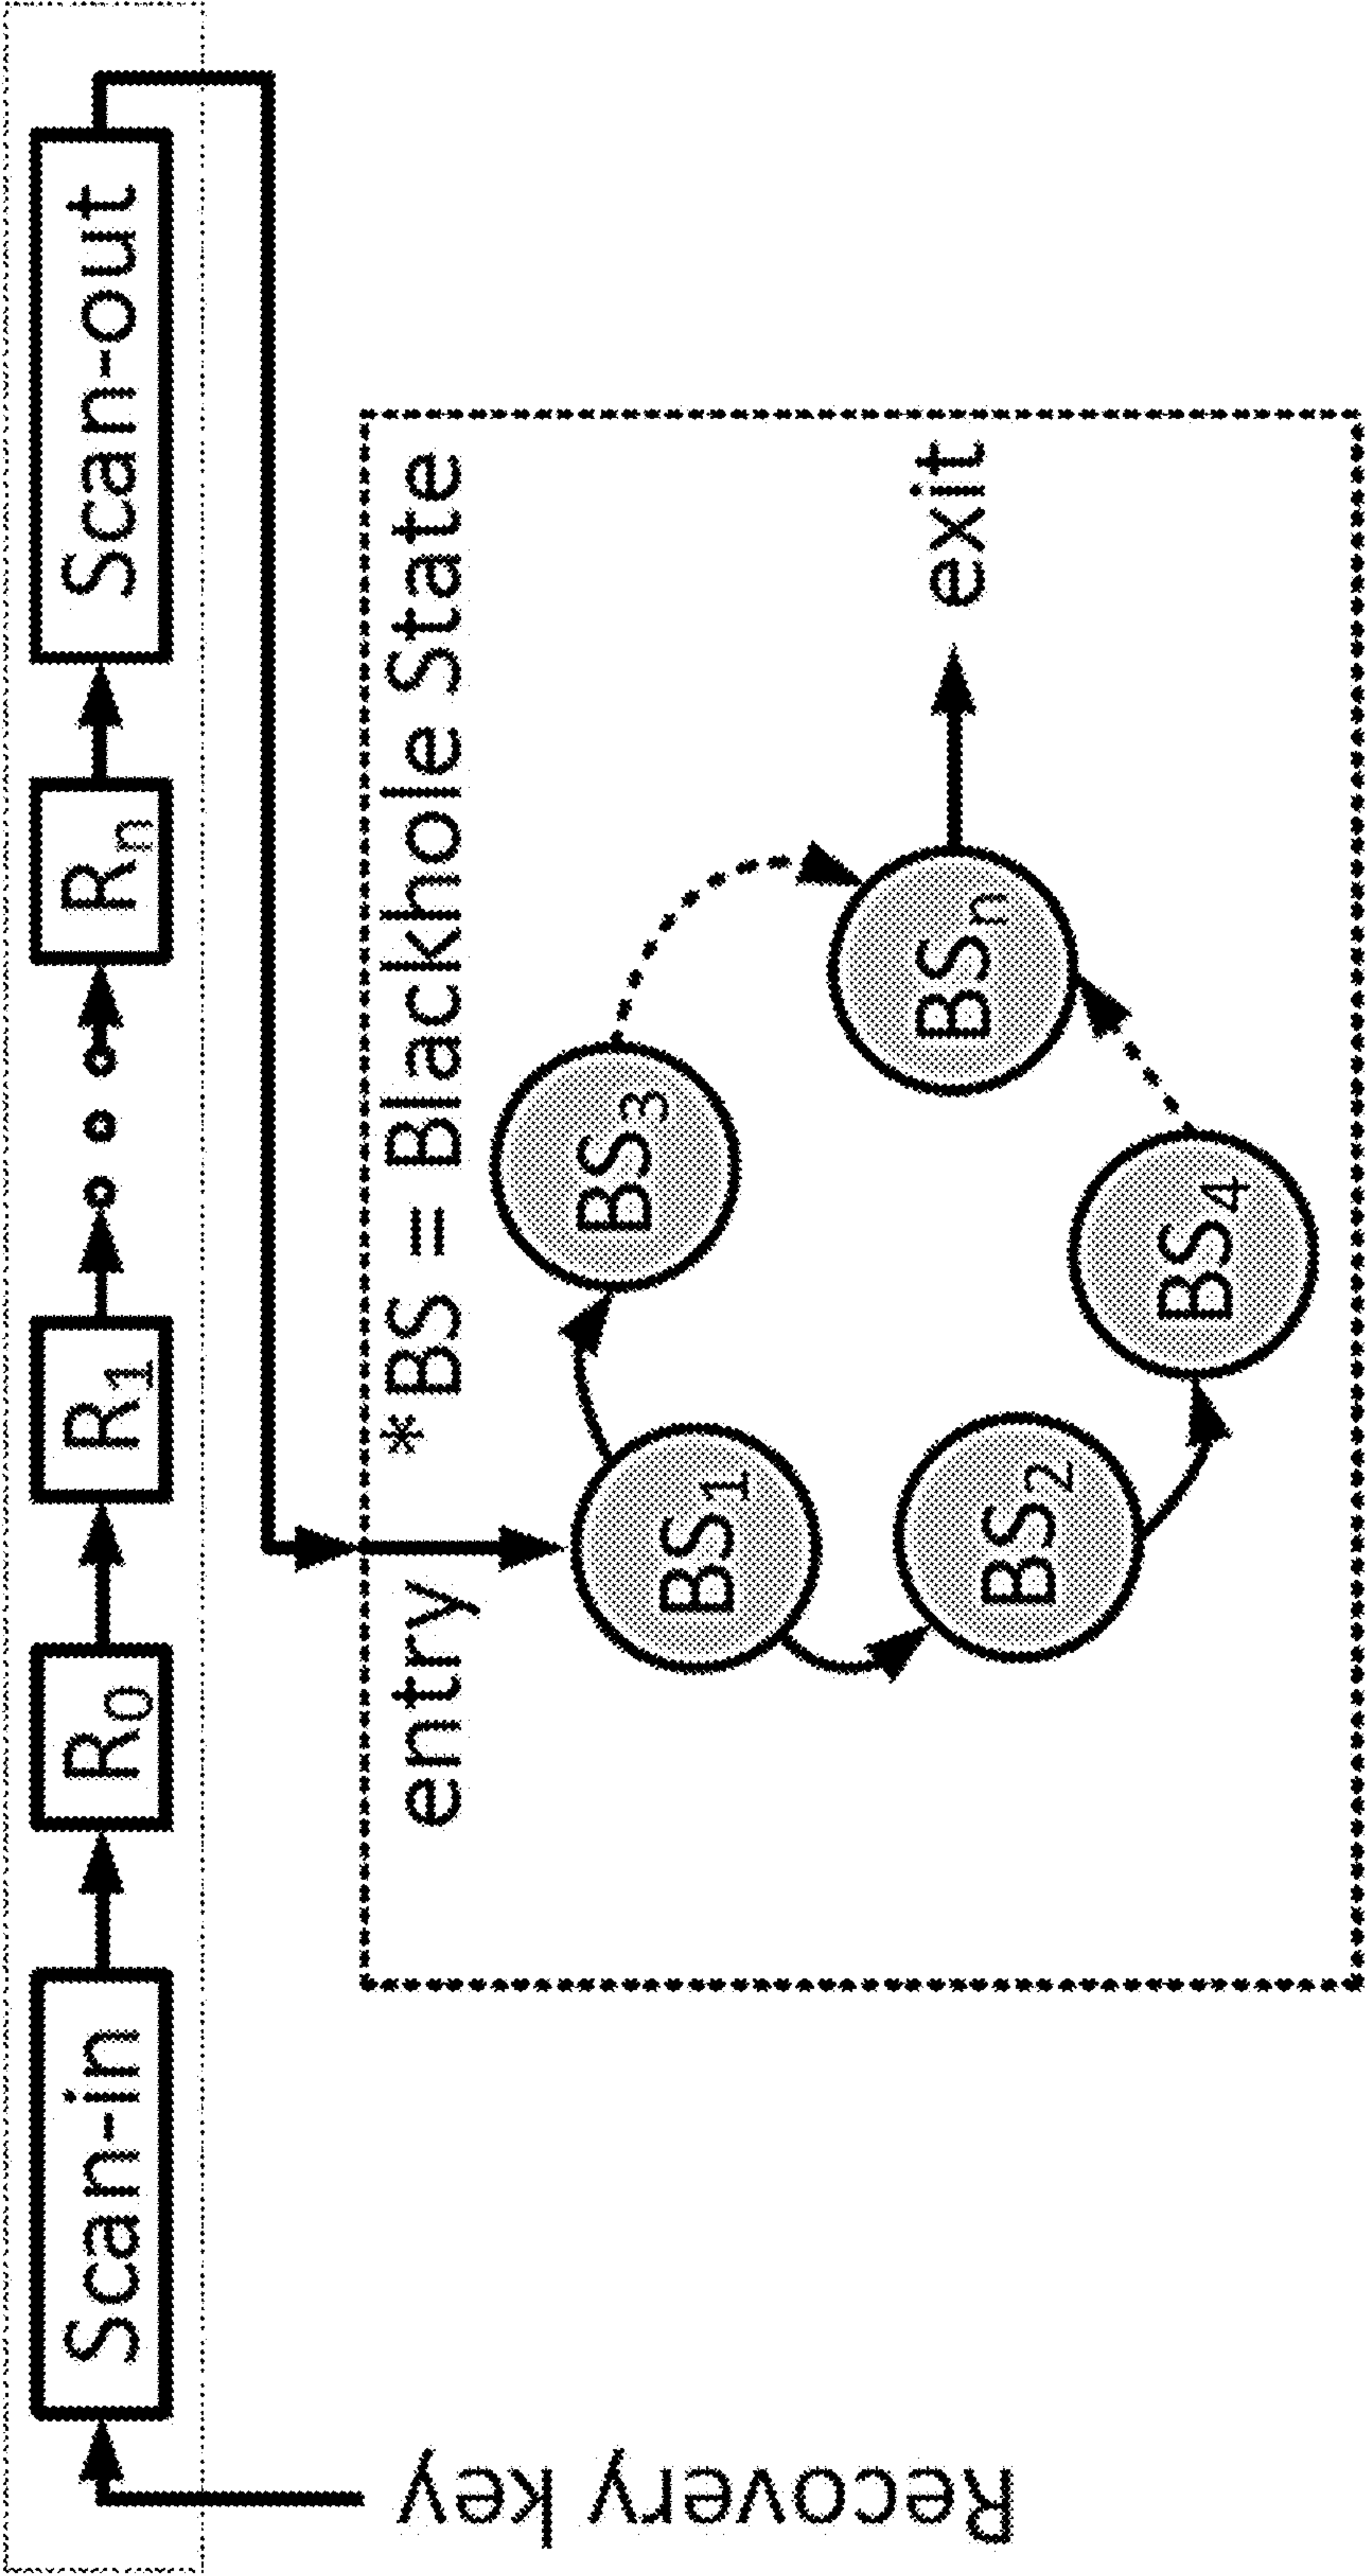 Scan-in
R0
R1
Rn
Scan-out
Recovery key
entry
*BS = Blackhole State
BS1
BS3
BS2
BS4
BSn
exit